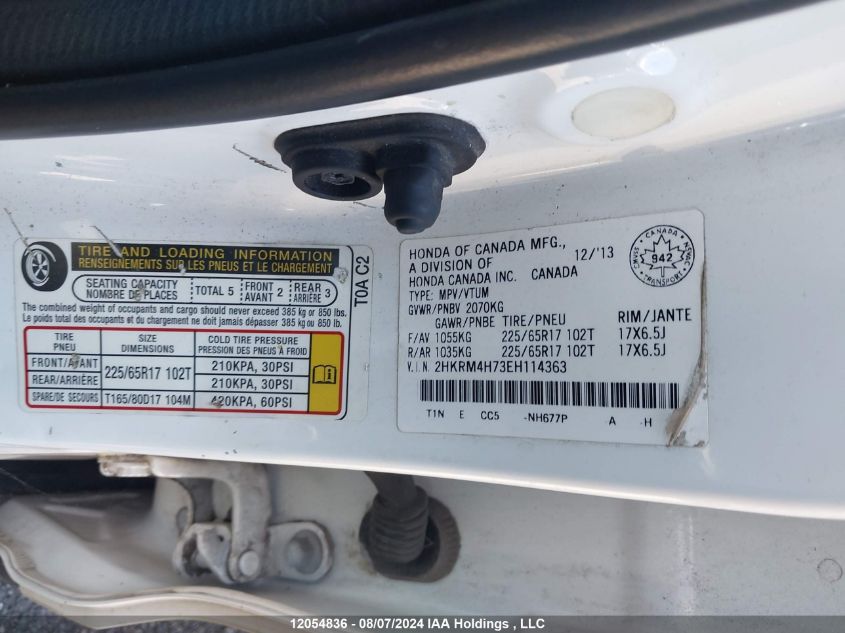 TIRE AND LOADING INFORMATION
RENSEIGNEMENTS SUR LES PNEUS ET LE CHARGEMENT
SEATING CAPACITY
NOMBRE DE PLACES
TOTAL 5
FRONT
AVANT 2
REAR
ARRIÈRE 3
The combined weight of occupants and cargo should never exceed 385 kg or 850 lbs.
Le poids total des occupants et du chargement ne doit jamais dépasser 385 kg ou 850 lb.
TIRE
PNEU
SIZE
DIMENSIONS
COLD TIRE PRESSURE
PRESSION DES PNEUS À FROID
FRONT/AVANT
225/65R17 102T
210KPA, 30PSI
REAR/ARRIÈRE
210KPA, 30PSI
SPARE/DE SECOURS
T165/80D17 104M
420KPA, 60PSI
T0A C2
HONDA OF CANADA MFG.,
A DIVISION OF
HONDA CANADA INC. CANADA
12/'13
TYPE: MPV/VTUM
GVWR/PNBV 2070KG
GAWR/PNBE TIRE/PNEU RIM/JANTE
F/AV 1055KG 225/65R17 102T 17X6.5J
R/AR 1035KG 225/65R17 102T 17X6.5J
V.I.N. 2HKRM4H73EH114363
T1N E CC5 -NH677P A -H
CANADA
942
TRANSPORT
12054836 - 08/07/2024 IAA Holdings , LLC